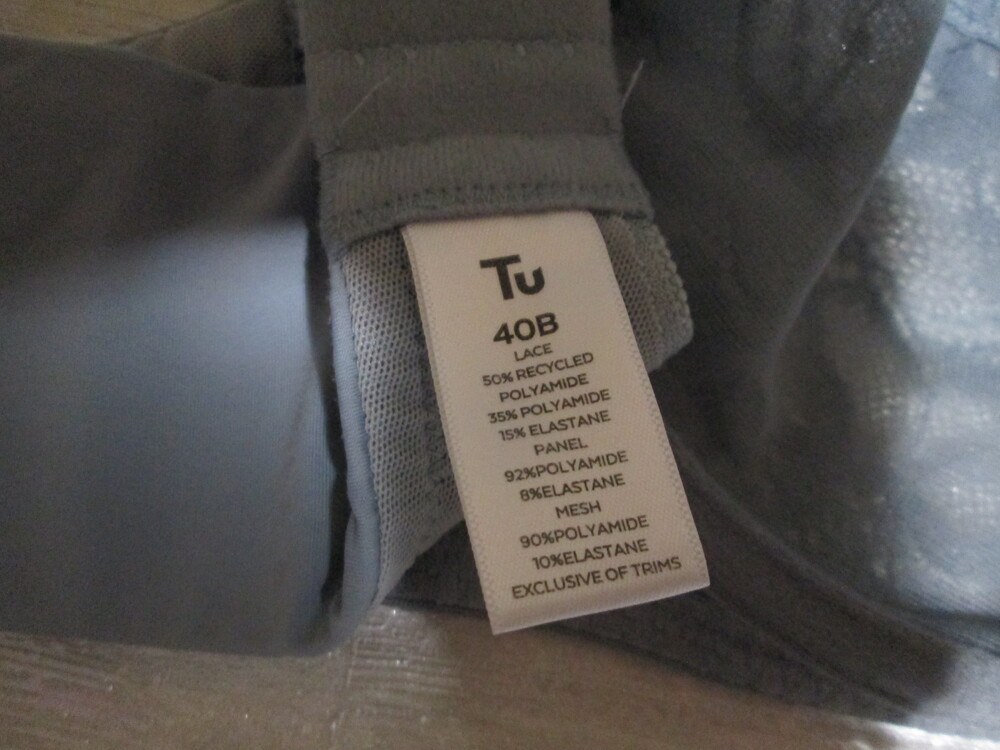 Tu
40B
LACE
50% RECYCLED
POLYAMIDE
35% POLYAMIDE
15% ELASTANE
PANEL
92%POLYAMIDE
8%ELASTANE
MESH
90%POLYAMIDE
10%ELASTANE
EXCLUSIVE OF TRIMS